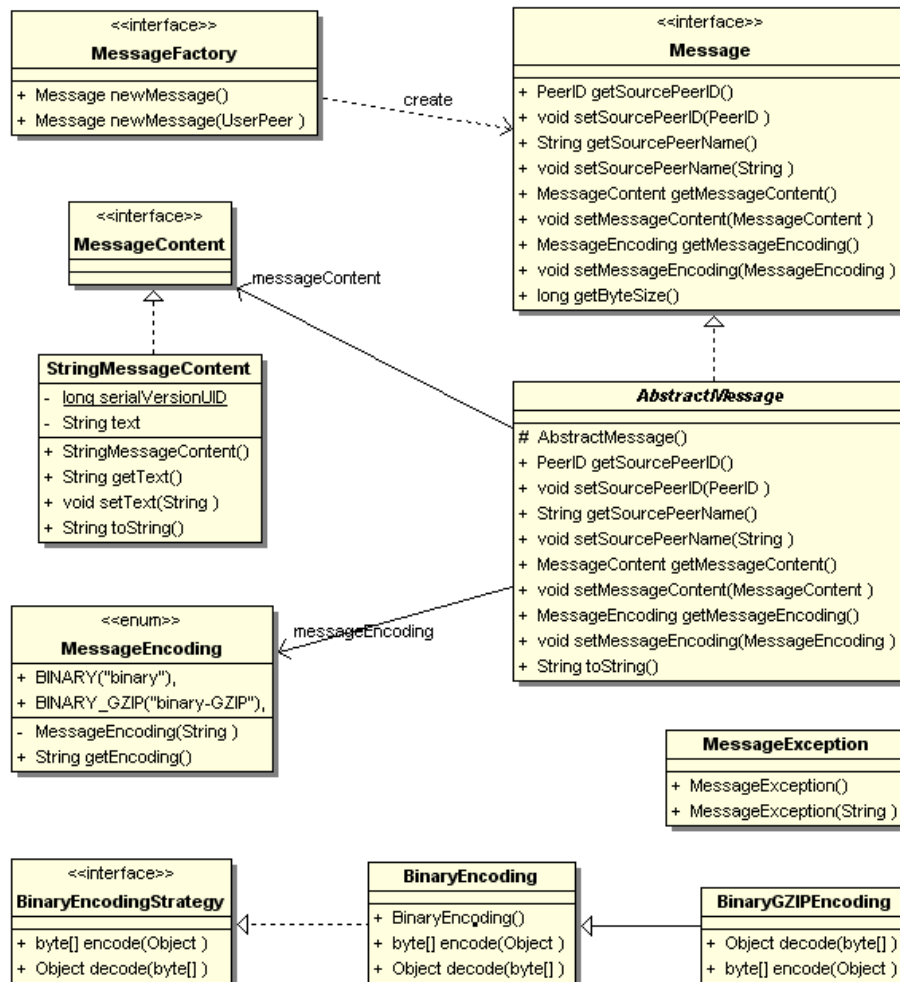 <<interface>>
MessageFactory
+ Message newMessage()
+ Message newMessage(UserPeer )
create
<<interface>>
Message
+ PeerID getSourcePeerID()
+ void setSourcePeerID(PeerID )
+ String getSourcePeerName()
+ void setSourcePeerName(String )
+ MessageContent getMessageContent()
+ void setMessageContent(MessageContent )
+ MessageEncoding getMessageEncoding()
+ void setMessageEncoding(MessageEncoding )
+ long getByteSize()
<<interface>>
MessageContent
messageContent
StringMessageContent
- long serialVersionUID
- String text
+ StringMessageContent()
+ String getText()
+ void setText(String )
+ String toString()
AbstractMessage
# AbstractMessage()
+ PeerID getSourcePeerID()
+ void setSourcePeerID(PeerID )
+ String getSourcePeerName()
+ void setSourcePeerName(String )
+ MessageContent getMessageContent()
+ void setMessageContent(MessageContent )
+ MessageEncoding getMessageEncoding()
+ void setMessageEncoding(MessageEncoding )
+ String toString()
<<enum>>
MessageEncoding
+ BINARY("binary"),
+ BINARY_GZIP("binary-GZIP"),
- MessageEncoding(String )
+ String getEncoding()
messageEncoding
MessageException
+ MessageException()
+ MessageException(String )
<<interface>>
BinaryEncodingStrategy
+ byte[] encode(Object )
+ Object decode(byte[] )
BinaryEncoding
+ BinaryEncoding()
+ byte[] encode(Object )
+ Object decode(byte[] )
BinaryGZIPEncoding
+ Object decode(byte[] )
+ byte[] encode(Object )